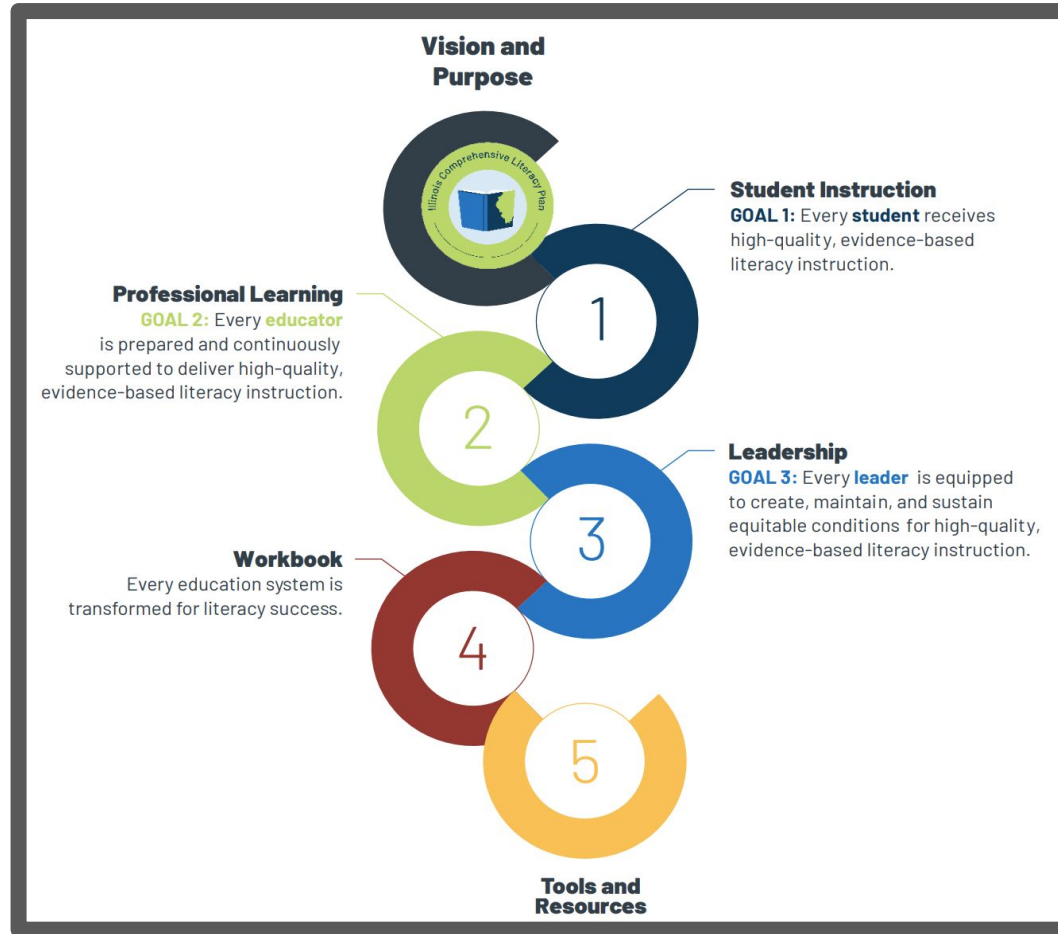 Vision and
Purpose
Illinois Comprehensive Literacy Plan
Student Instruction
GOAL 1: Every student receives
high-quality, evidence-based
literacy instruction.
1
Professional Learning
GOAL 2: Every educator
is prepared and continuously
supported to deliver high-quality,
evidence-based literacy instruction.
2
Leadership
GOAL 3: Every leader is equipped
to create, maintain, and sustain
equitable conditions for high-quality,
evidence-based literacy instruction.
3
Workbook
Every education system is
transformed for literacy success.
4
5
Tools and
Resources